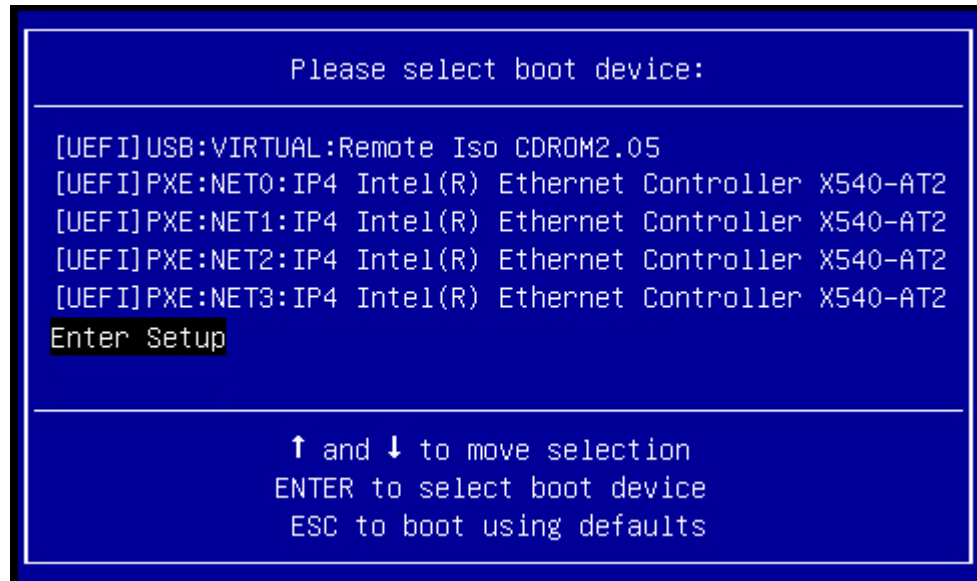 Please select boot device:
[UEFI]USB:VIRTUAL:Remote Iso CDROM2.05
[UEFI]PXE:NET0:IP4 Intel(R) Ethernet Controller X540-AT2
[UEFI]PXE:NET1:IP4 Intel(R) Ethernet Controller X540-AT2
[UEFI]PXE:NET2:IP4 Intel(R) Ethernet Controller X540-AT2
[UEFI]PXE:NET3:IP4 Intel(R) Ethernet Controller X540-AT2
Enter Setup
↑ and ↓ to move selection
ENTER to select boot device
ESC to boot using defaults